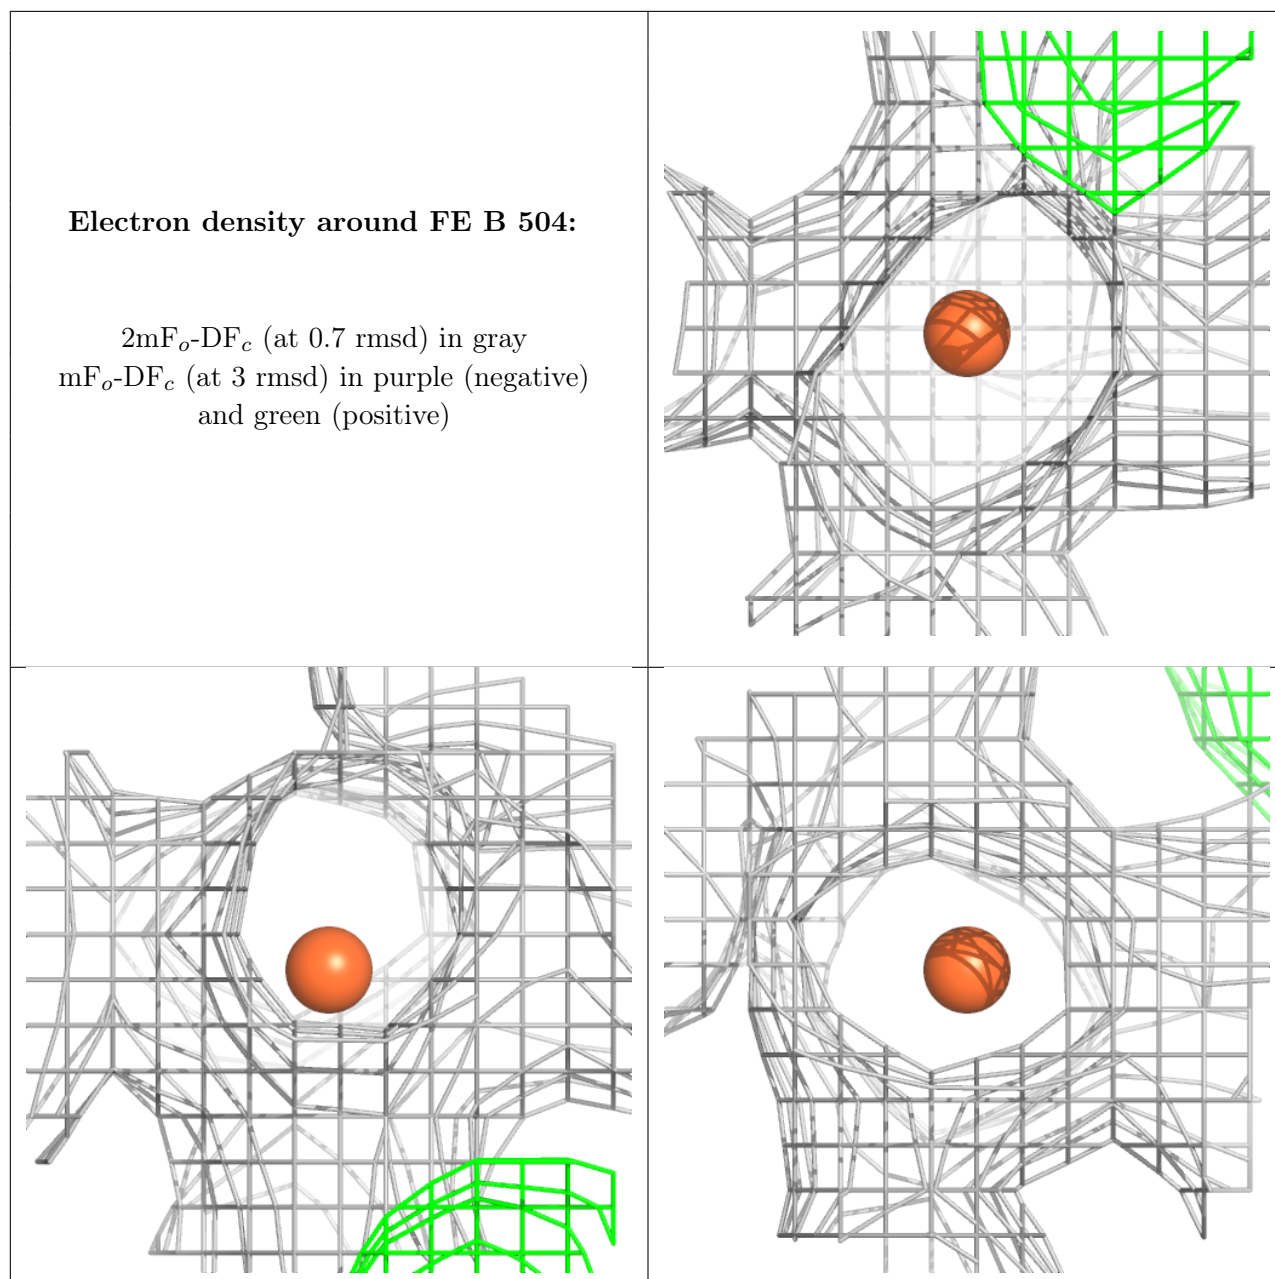 Electron density around FE B 504:
2mFo-DFc (at 0.7 rmsd) in gray
mFo-DFc (at 3 rmsd) in purple (negative)
and green (positive)